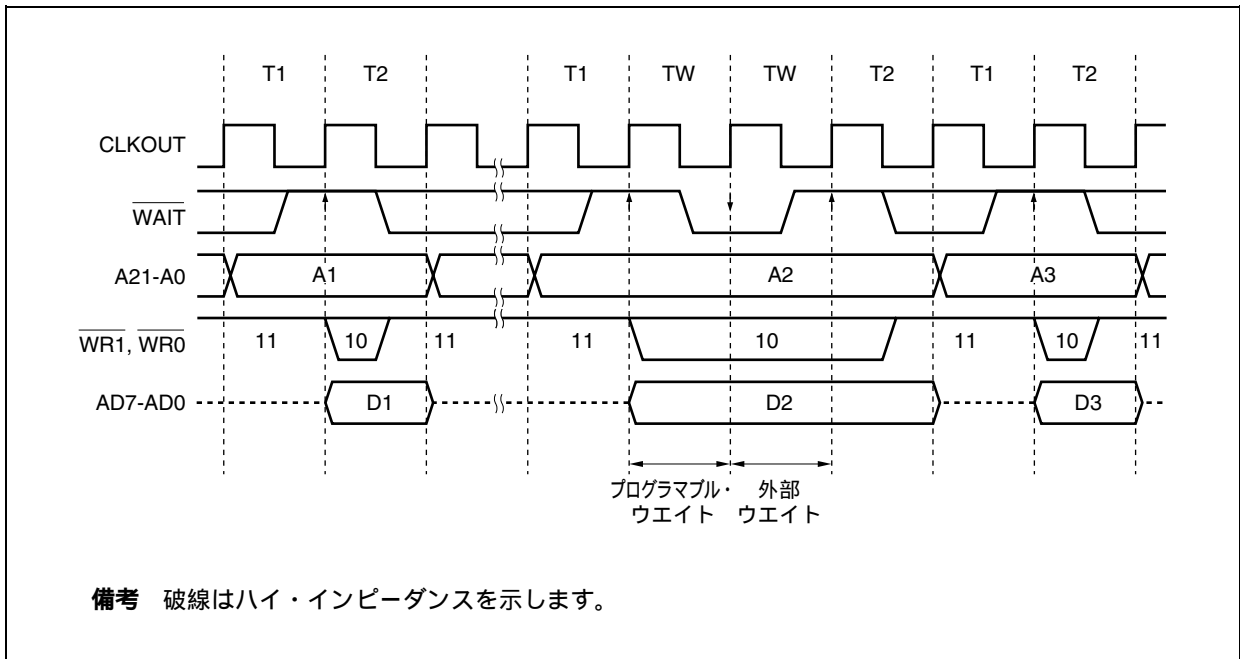 T1 T2 T1 TW TW T2 T1 T2
CLKOUT
WAIT
A21-A0 A1 A2 A3
WR1, WR0 11 10 11 11 10 11 10 11
AD7-AD0 D1 D2 D3
プログラマブル・ 外部
ウエイト ウエイト
備考 破線はハイ・インピーダンスを示します。